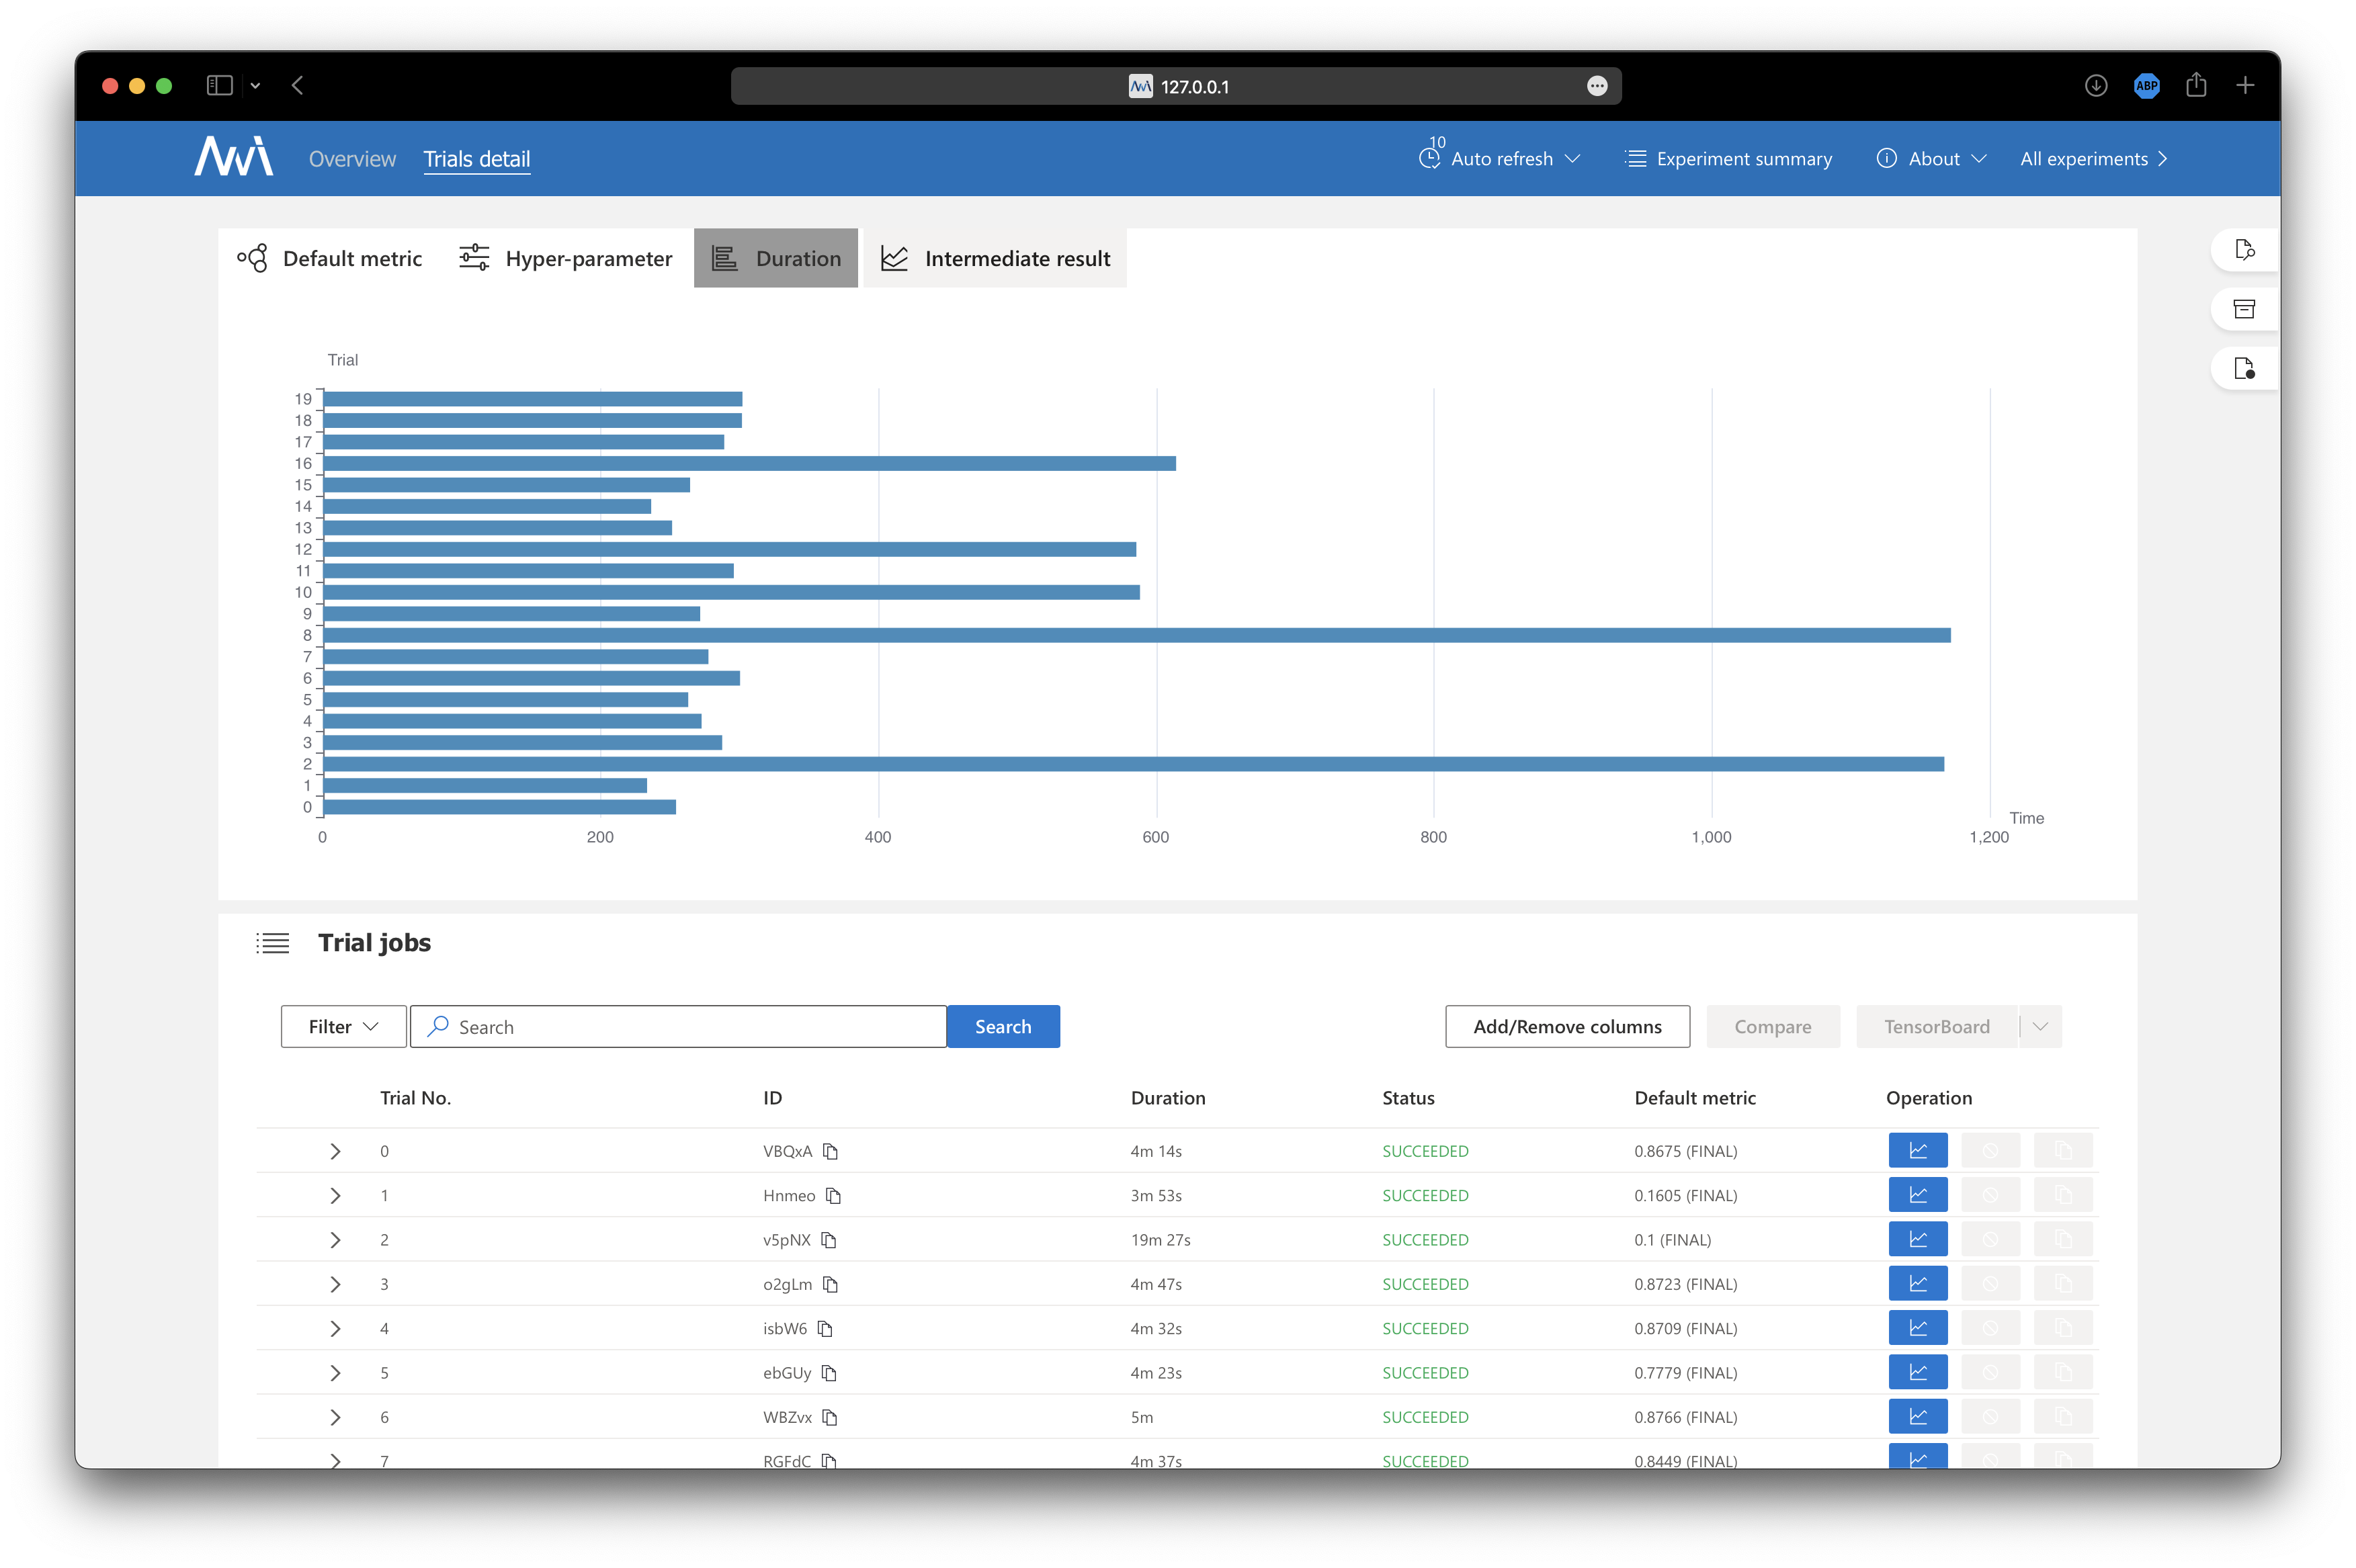 127.0.0.1
ABP
Overview Trials detail 10 Auto refresh Experiment summary About All experiments
Default metric Hyper-parameter Duration Intermediate result
Trial
19
18
17
16
15
14
13
12
11
10
9
8
7
6
5
4
3
2
1
0
Time
0 200 400 600 800 1,000 1,200
Trial jobs
Filter Search Search Add/Remove columns Compare TensorBoard
Trial No. ID Duration Status Default metric Operation
0 VBQxA 4m 14s SUCCEEDED 0.8675 (FINAL)
1 Hnmeo 3m 53s SUCCEEDED 0.1605 (FINAL)
2 v5pNX 19m 27s SUCCEEDED 0.1 (FINAL)
3 o2gLm 4m 47s SUCCEEDED 0.8723 (FINAL)
4 isbW6 4m 32s SUCCEEDED 0.8709 (FINAL)
5 ebGUy 4m 23s SUCCEEDED 0.7779 (FINAL)
6 WBZvx 5m SUCCEEDED 0.8766 (FINAL)
7 RGFdC 4m 37s SUCCEEDED 0.8449 (FINAL)